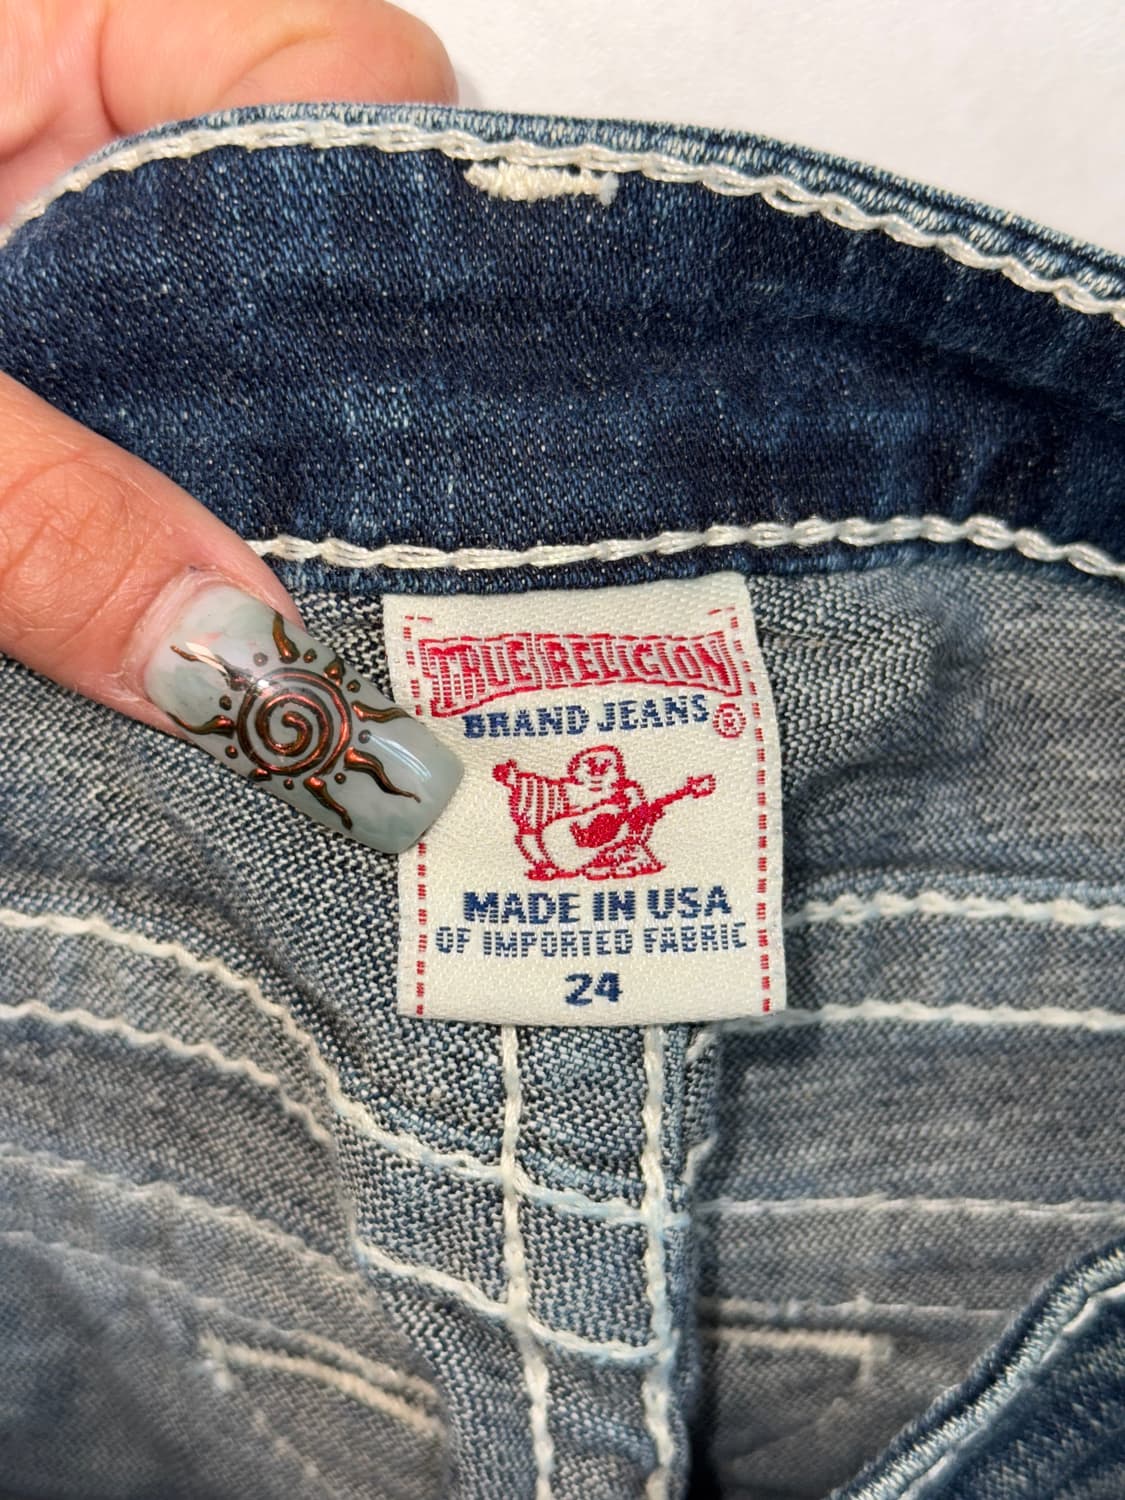 TRUE RELIGION
BRAND JEANS ®
MADE IN USA
OF IMPORTED FABRIC
24